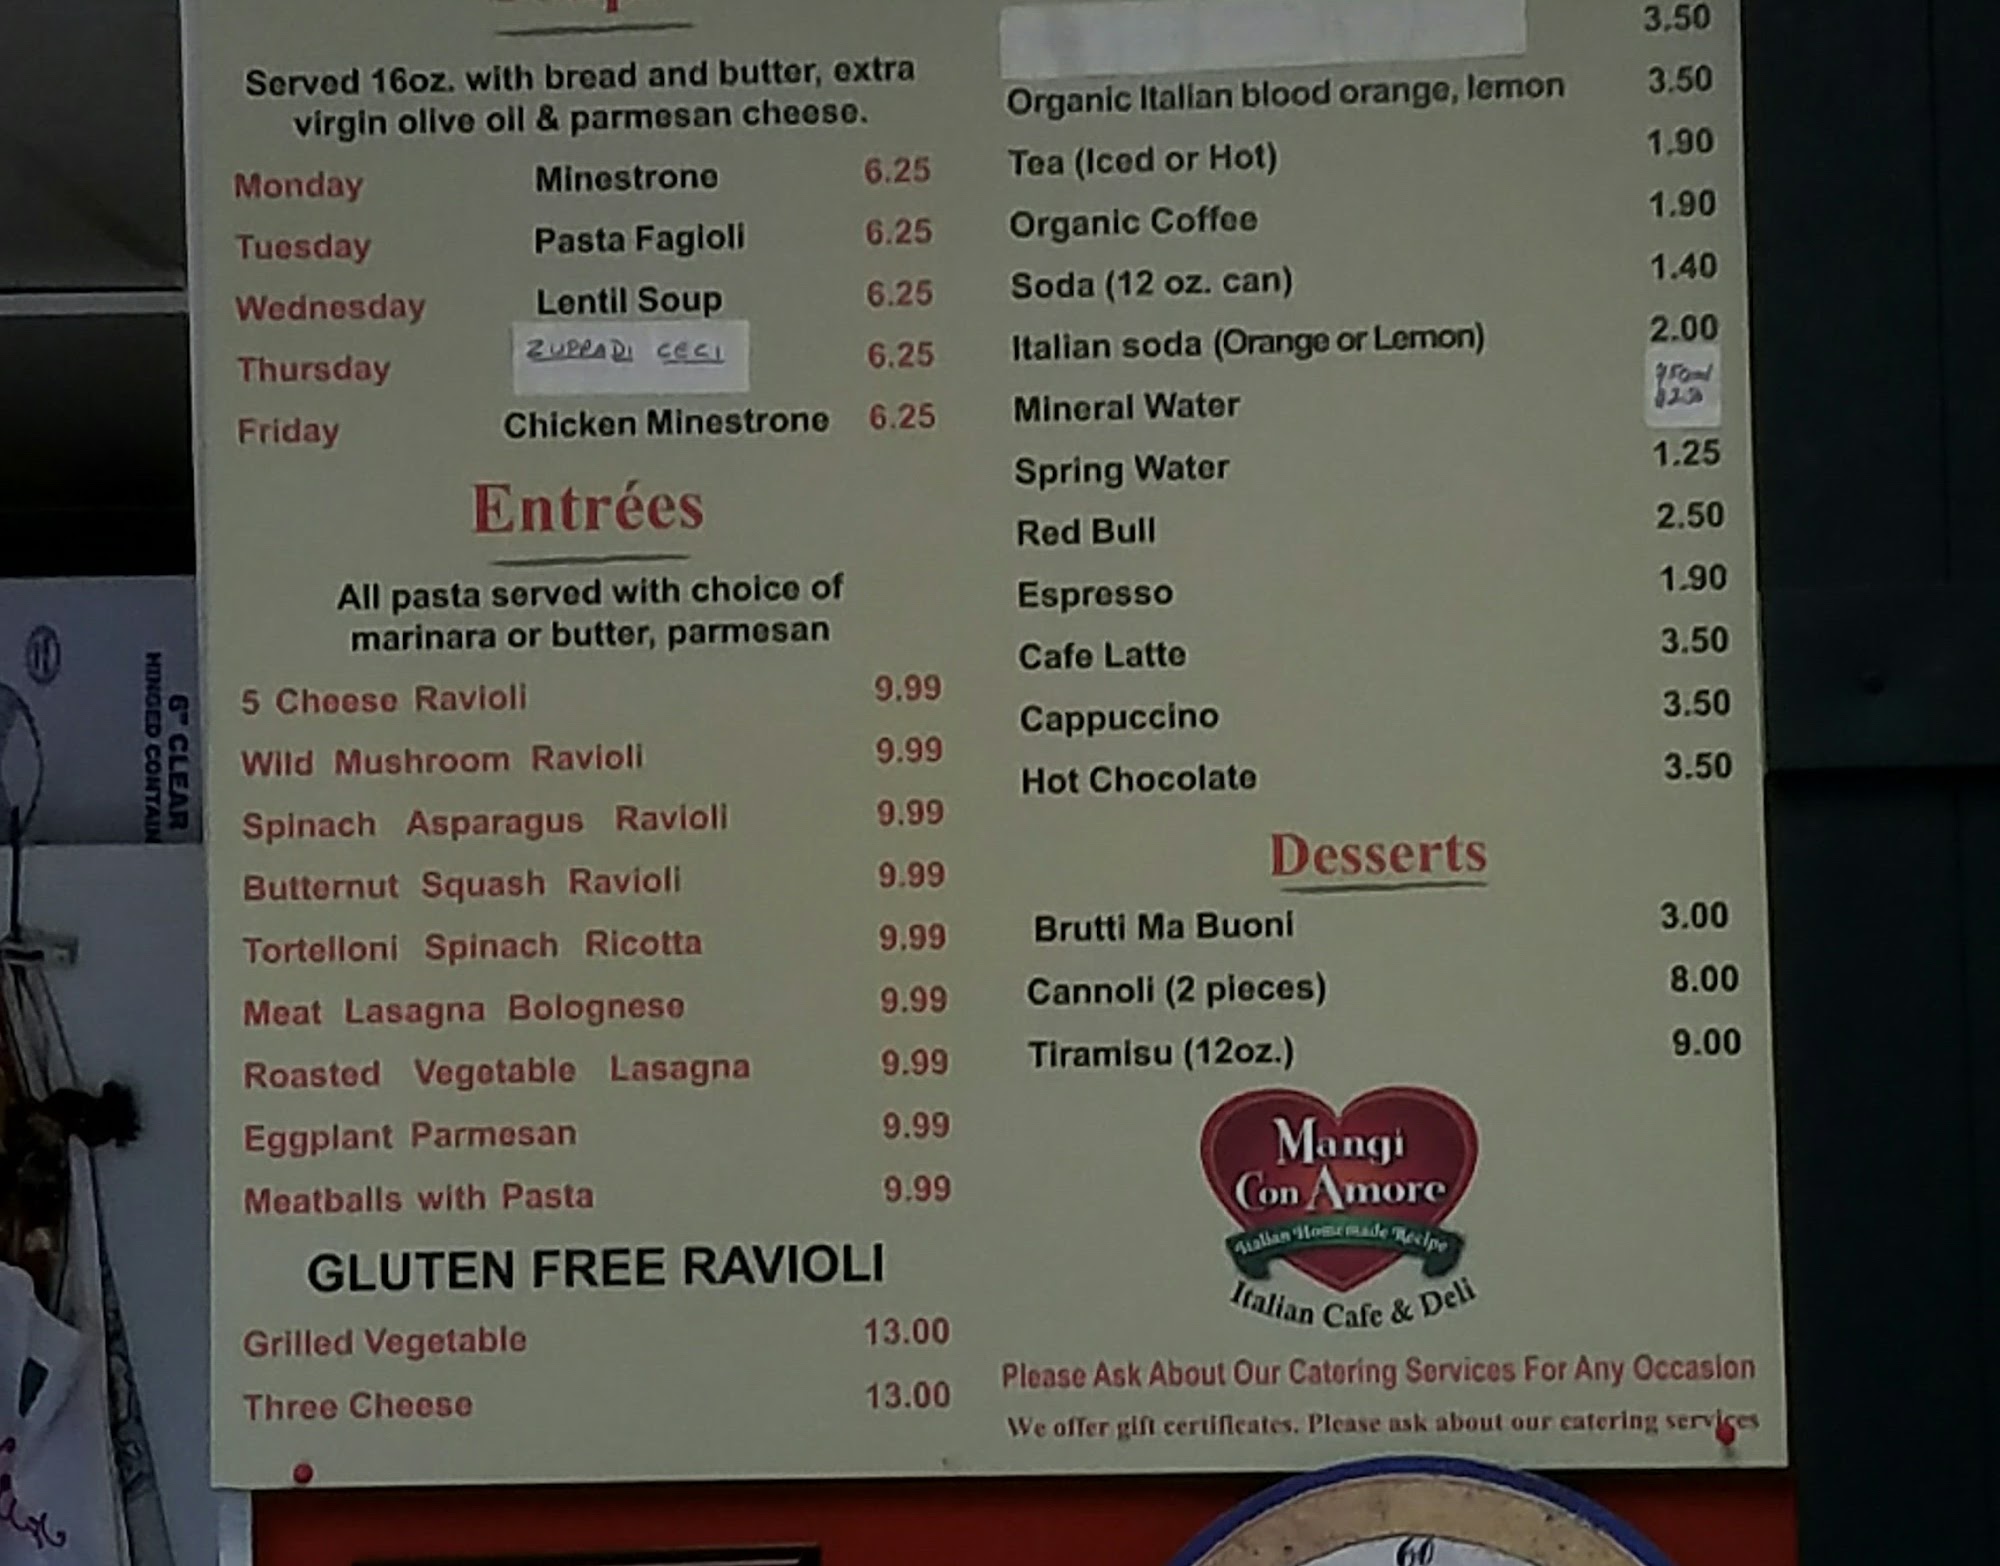 Served 16oz. with bread and butter, extra
virgin olive oil & parmesan cheese.
Monday Minestrone 6.25
Tuesday Pasta Fagioli 6.25
Wednesday Lentil Soup 6.25
Thursday ZUPPA DI CECI 6.25
Friday Chicken Minestrone 6.25
Entrées
All pasta served with choice of
marinara or butter, parmesan
5 Cheese Ravioli 9.99
Wild Mushroom Ravioli 9.99
Spinach Asparagus Ravioli 9.99
Butternut Squash Ravioli 9.99
Tortelloni Spinach Ricotta 9.99
Meat Lasagna Bolognese 9.99
Roasted Vegetable Lasagna 9.99
Eggplant Parmesan 9.99
Meatballs with Pasta 9.99
GLUTEN FREE RAVIOLI
Grilled Vegetable 13.00
Three Cheese 13.00
3.50
Organic Italian blood orange, lemon 3.50
Tea (Iced or Hot) 1.90
Organic Coffee 1.90
Soda (12 oz. can) 1.40
Italian soda (Orange or Lemon) 2.00
Mineral Water
Spring Water 1.25
Red Bull 2.50
Espresso 1.90
Cafe Latte 3.50
Cappuccino 3.50
Hot Chocolate 3.50
Desserts
Brutti Ma Buoni 3.00
Cannoli (2 pieces) 8.00
Tiramisu (12oz.) 9.00
Mangi
Con Amore
Italian Homemade Recipe
Italian Cafe & Deli
Please Ask About Our Catering Services For Any Occasion
We offer gift certificates. Please ask about our catering services
6" CLEAR
HINGED CONTAIN
60